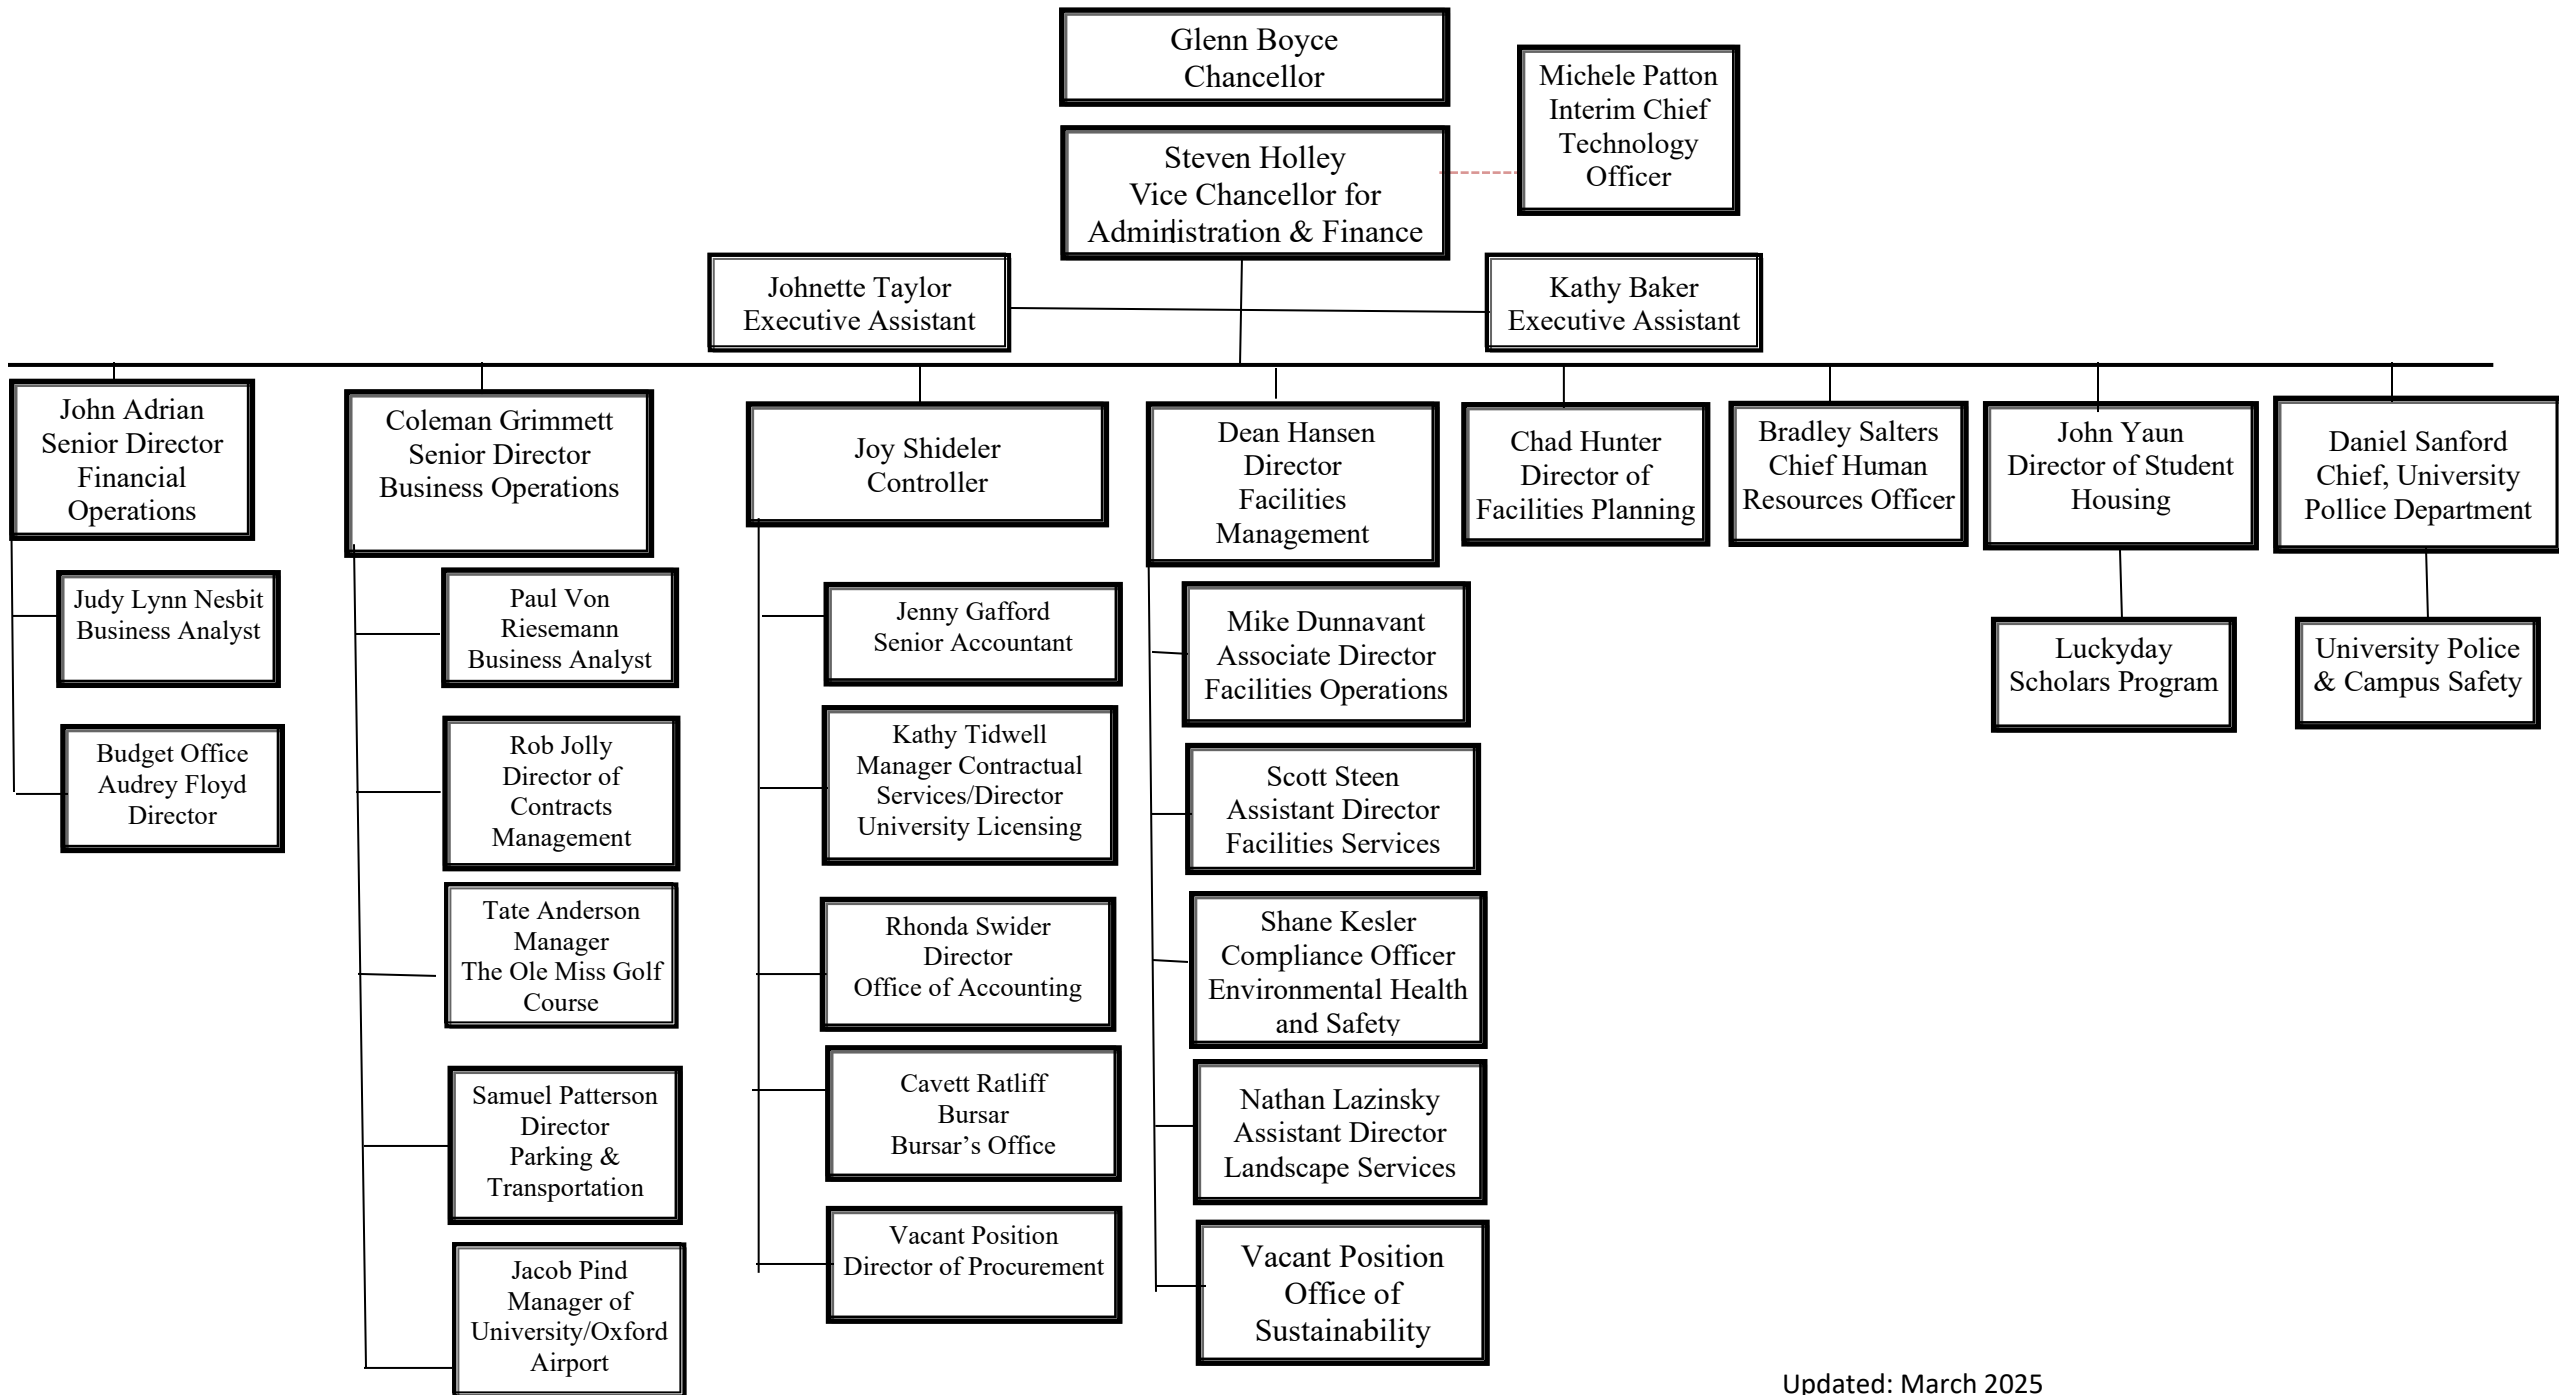 Glenn Boyce
Chancellor
Michele Patton
Interim Chief
Technology
Officer
Steven Holley
Vice Chancellor for
Administration & Finance
Johnette Taylor
Executive Assistant
Kathy Baker
Executive Assistant
John Adrian
Senior Director
Financial
Operations
Coleman Grimmett
Senior Director
Business Operations
Joy Shideler
Controller
Dean Hansen
Director
Facilities
Management
Chad Hunter
Director of
Facilities Planning
Bradley Salters
Chief Human
Resources Officer
John Yaun
Director of Student
Housing
Daniel Sanford
Chief, University
Pollice Department
Judy Lynn Nesbit
Business Analyst
Budget Office
Audrey Floyd
Director
Paul Von
Riesemann
Business Analyst
Rob Jolly
Director of
Contracts
Management
Tate Anderson
Manager
The Ole Miss Golf
Course
Samuel Patterson
Director
Parking &
Transportation
Jacob Pind
Manager of
University/Oxford
Airport
Jenny Gafford
Senior Accountant
Kathy Tidwell
Manager Contractual
Services/Director
University Licensing
Rhonda Swider
Director
Office of Accounting
Cavett Ratliff
Bursar
Bursar’s Office
Vacant Position
Director of Procurement
Mike Dunnavant
Associate Director
Facilities Operations
Scott Steen
Assistant Director
Facilities Services
Shane Kesler
Compliance Officer
Environmental Health
and Safety
Nathan Lazinsky
Assistant Director
Landscape Services
Vacant Position
Office of
Sustainability
Luckyday
Scholars Program
University Police
& Campus Safety
Updated: March 2025